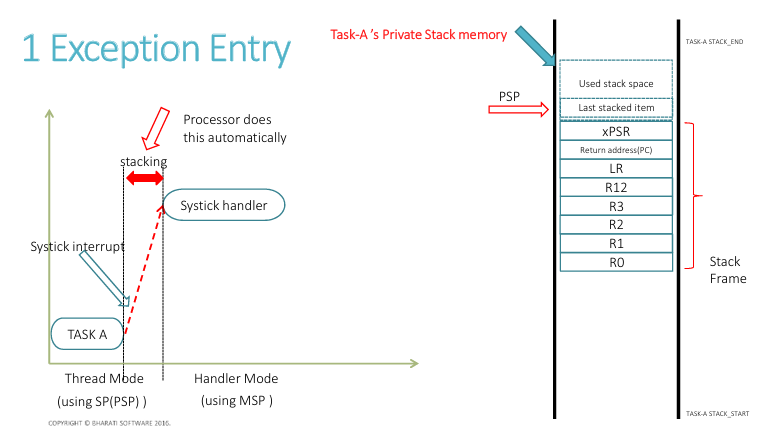 1 Exception Entry
Task-A 's Private Stack memory
TASK-A STACK_END
Used stack space
PSP
Last stacked item
Processor does
this automatically
xPSR
Return address(PC)
stacking
LR
R12
Systick handler
R3
R2
Systick interrupt
R1
R0
Stack
Frame
TASK A
Thread Mode
(using SP(PSP) )
Handler Mode
(using MSP )
TASK-A STACK_START
COPYRIGHT © BHARATI SOFTWARE 2016.